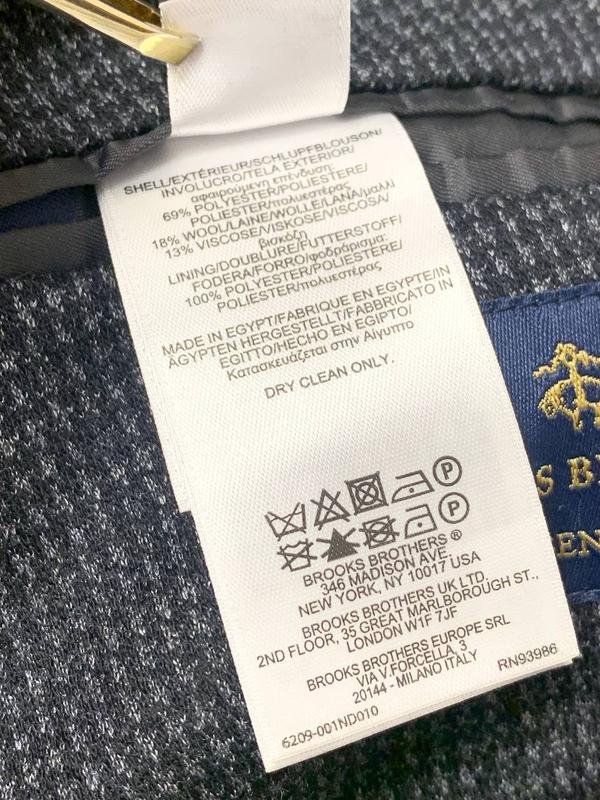 SHELL/EXTÉRIEUR/SCHLUPFBLOUSON/
INVOLUCRO/TELA EXTERIOR/
αφαιρούμενη επένδυση:
69% POLYESTER/POLIESTERE/
POLIESTER/πολυεστέρας
18% WOOL/LAINE/WOLLE/LANA/μαλλί
13% VISCOSE/VISKOSE/VISCOSA/
βισκόζη
LINING/DOUBLURE/FUTTERSTOFF/
FODERA/FORRO/φοδράρισμα:
100% POLYESTER/POLIESTERE/
POLIESTER/πολυεστέρας
MADE IN EGYPT/FABRIQUE EN EGYPTE/IN
ÄGYPTEN HERGESTELLT/FABBRICATO IN
EGITTO/HECHO EN EGIPTO/
Κατασκευάζεται στην Αίγυπτο
DRY CLEAN ONLY.
P
P
BROOKS BROTHERS ®
346 MADISON AVE.
NEW YORK, NY 10017 USA
BROOKS BROTHERS UK LTD.
2ND FLOOR, 35 GREAT MARLBOROUGH ST.,
LONDON W1F 7JF
BROOKS BROTHERS EUROPE SRL
VIA V.FORCELLA, 3
20144 - MILANO ITALY
RN93986
6209-001ND010
S B
EN